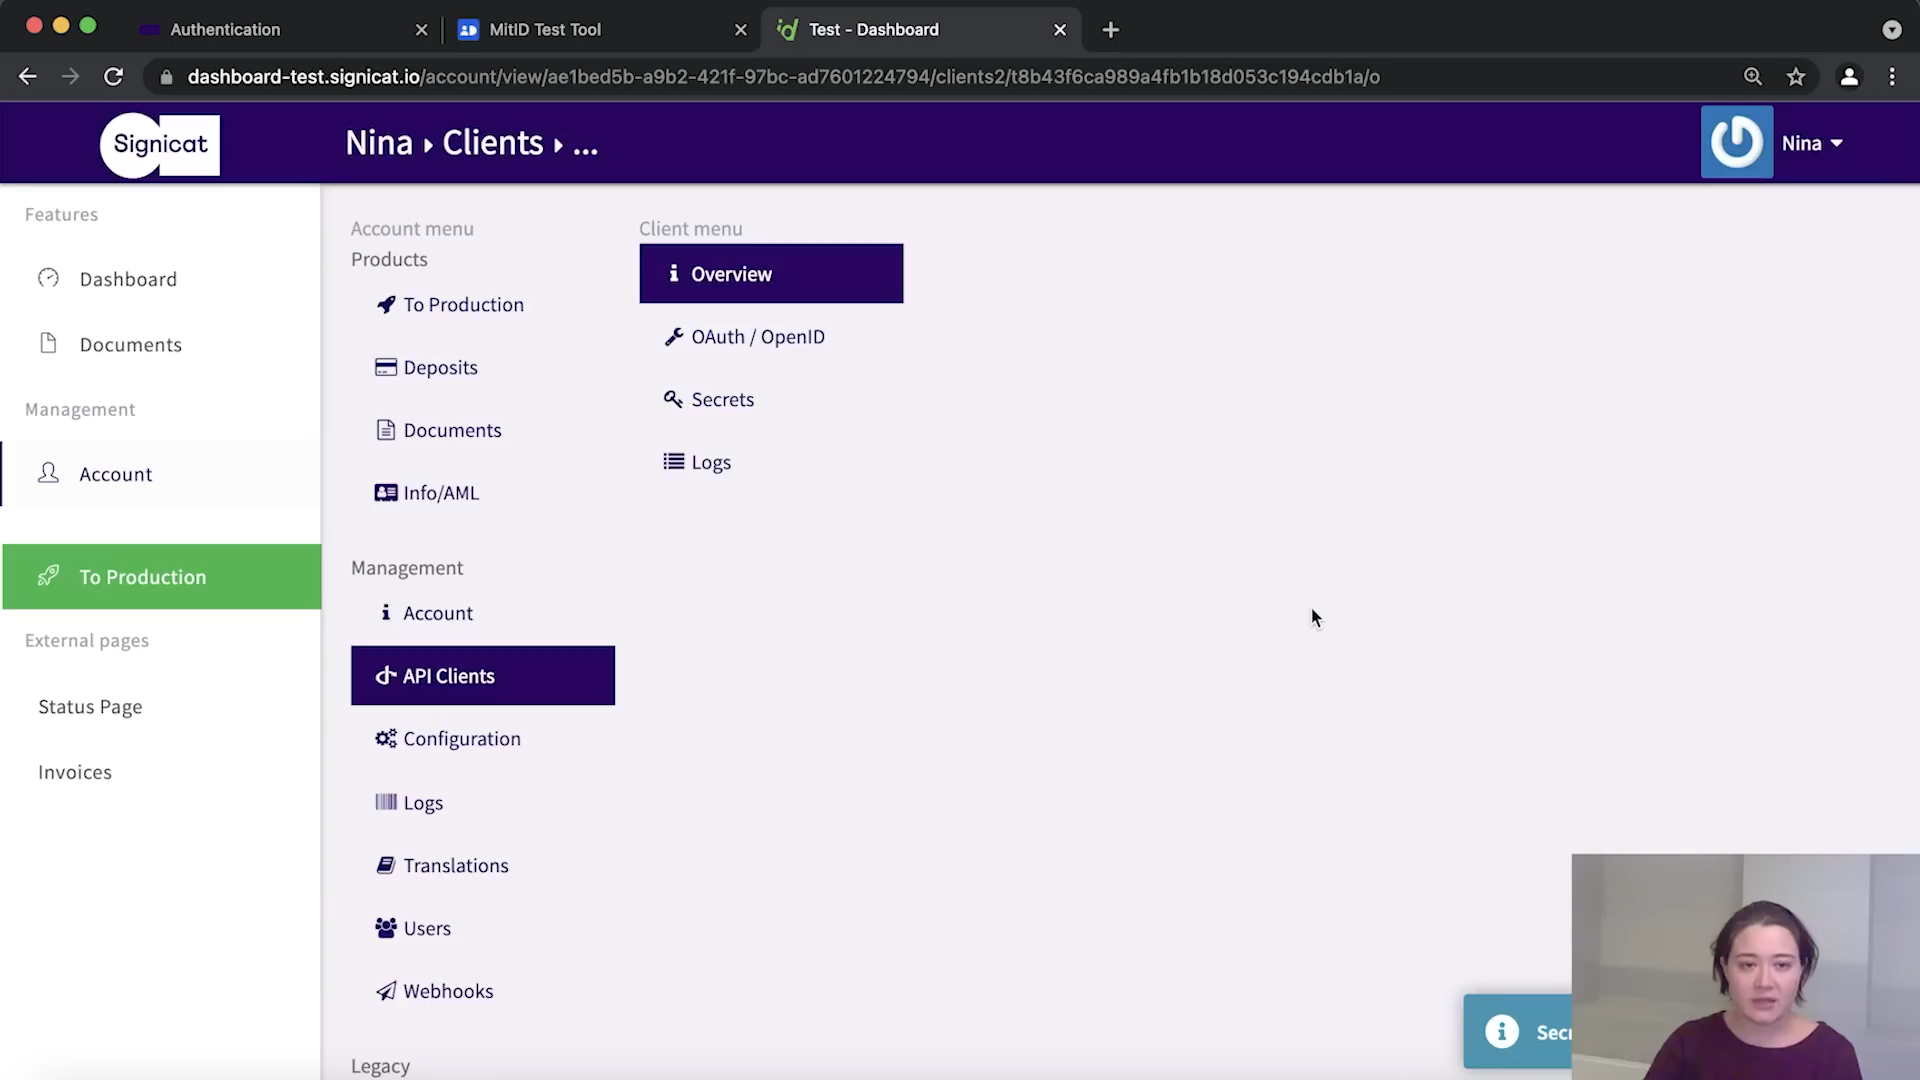 Authentication
MitID Test Tool
Test - Dashboard
dashboard-test.signicat.io/account/view/ae1bed5b-a9b2-421f-97bc-ad7601224794/clients2/t8b43f6ca989a4fb1b18d053c194cdb1a/o
Signicat
Nina ▸ Clients ▸ ...
Nina
Features
Dashboard
Documents
Management
Account
To Production
External pages
Status Page
Invoices
Account menu
Products
To Production
Deposits
Documents
Info/AML
Management
Account
API Clients
Configuration
Logs
Translations
Users
Webhooks
Legacy
Client menu
Overview
OAuth / OpenID
Secrets
Logs